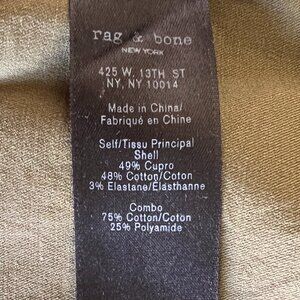 rag & bone
NEW YORK
425 W. 13TH ST
NY, NY 10014
Made in China/
Fabriqué en Chine
Self/Tissu Principal
Shell
49% Cupro
48% Cotton/Coton
3% Elastane/Élasthanne
Combo
75% Cotton/Coton
25% Polyamide